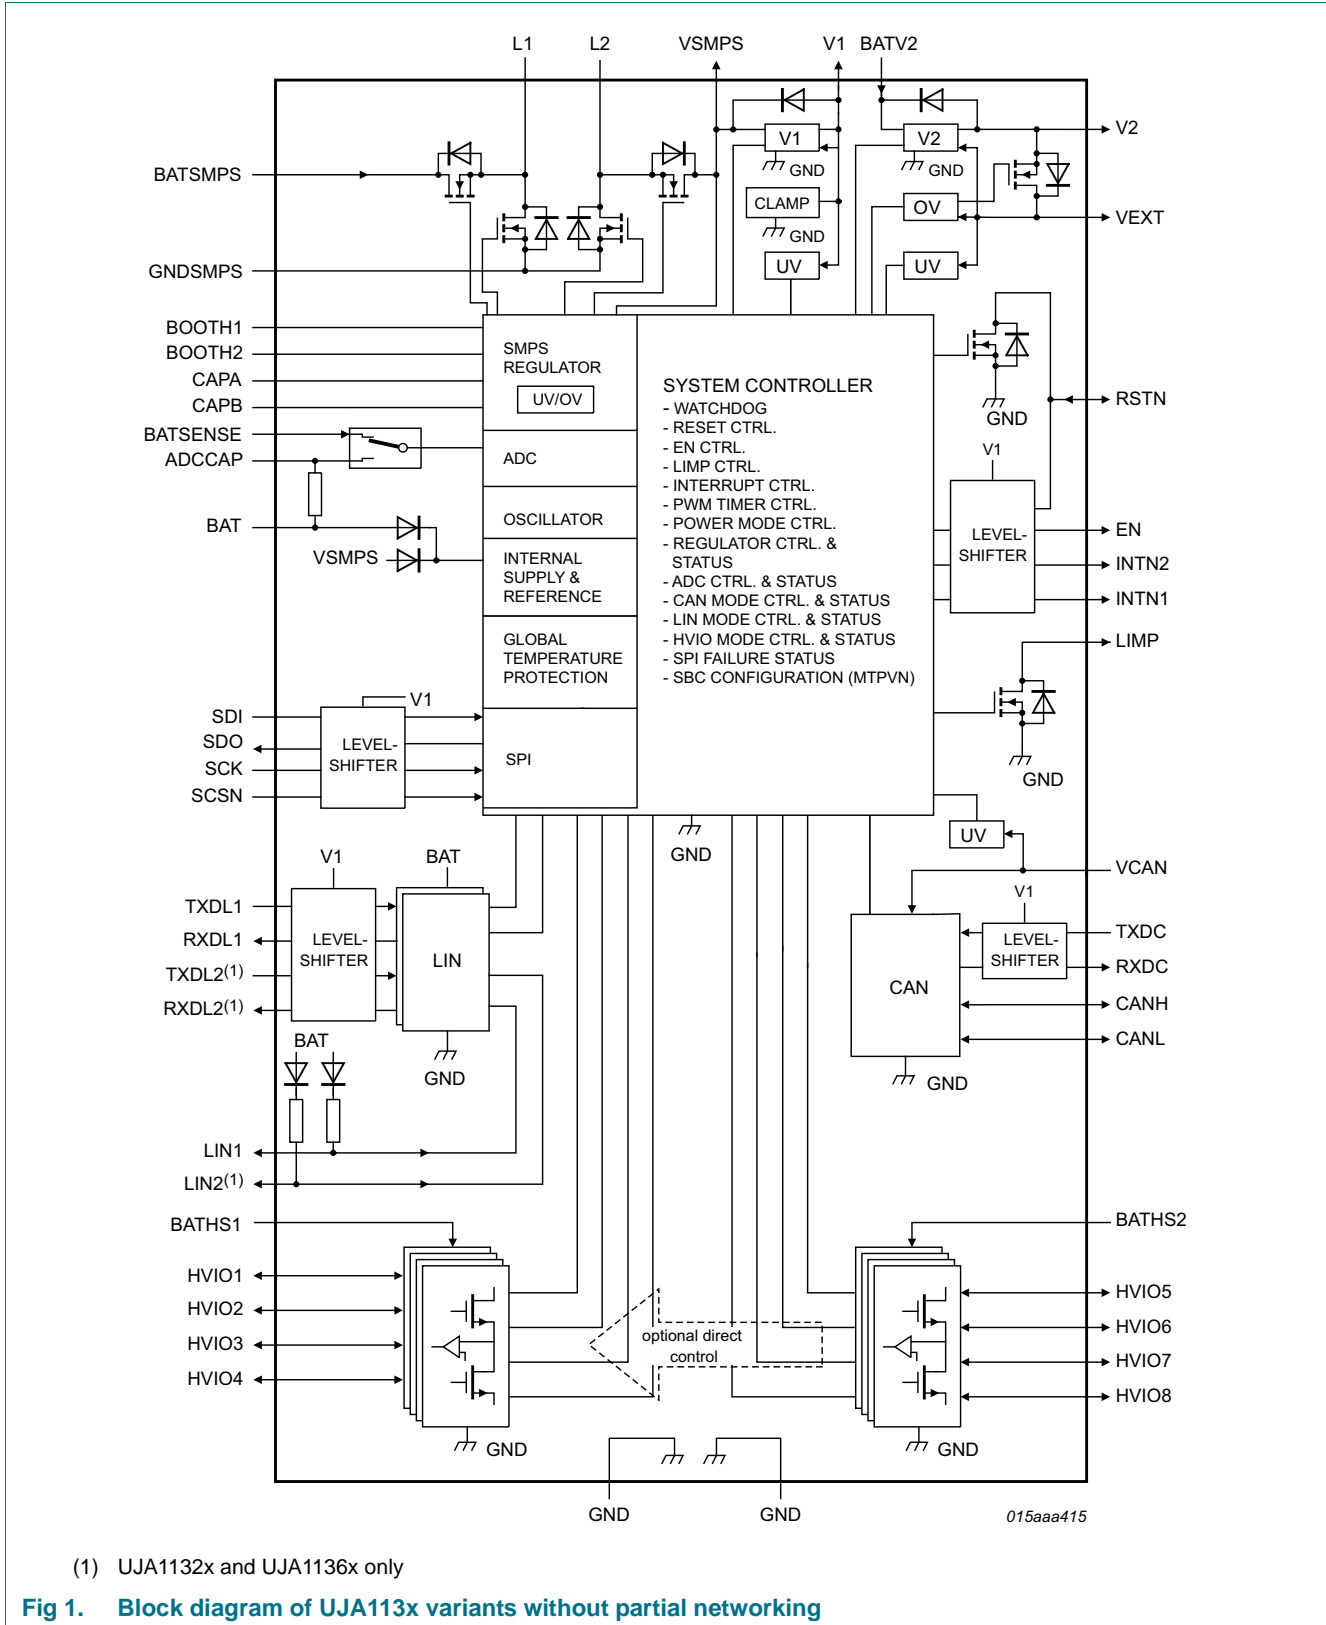 L1
L2
VSMPS
V1
BATV2
V1
GND
V2
GND
V2
BATSMPS
CLAMP
GND
OV
VEXT
UV
UV
GNDSMPS
BOOTH1
BOOTH2
CAPA
CAPB
BATSENSE
ADCCAP
BAT
VSMPS
SMPS
REGULATOR
UV/OV
ADC
OSCILLATOR
INTERNAL
SUPPLY &
REFERENCE
GLOBAL
TEMPERATURE
PROTECTION
SPI
SYSTEM CONTROLLER
- WATCHDOG
- RESET CTRL.
- EN CTRL.
- LIMP CTRL.
- INTERRUPT CTRL.
- PWM TIMER CTRL.
- POWER MODE CTRL.
- REGULATOR CTRL. &
STATUS
- ADC CTRL. & STATUS
- CAN MODE CTRL. & STATUS
- LIN MODE CTRL. & STATUS
- HVIO MODE CTRL. & STATUS
- SPI FAILURE STATUS
- SBC CONFIGURATION (MTPVN)
GND
RSTN
V1
LEVEL-
SHIFTER
EN
INTN2
INTN1
LIMP
GND
SDI
SDO
SCK
SCSN
V1
LEVEL-
SHIFTER
GND
UV
VCAN
V1
BAT
TXDL1
RXDL1
TXDL2(1)
RXDL2(1)
LEVEL-
SHIFTER
LIN
GND
V1
LEVEL-
SHIFTER
CAN
GND
TXDC
RXDC
CANH
CANL
BAT
LIN1
LIN2(1)
BATHS1
HVIO1
HVIO2
HVIO3
HVIO4
GND
optional direct
control
BATHS2
HVIO5
HVIO6
HVIO7
HVIO8
GND
GND
GND
015aaa415
(1) UJA1132x and UJA1136x only
Fig 1. Block diagram of UJA113x variants without partial networking